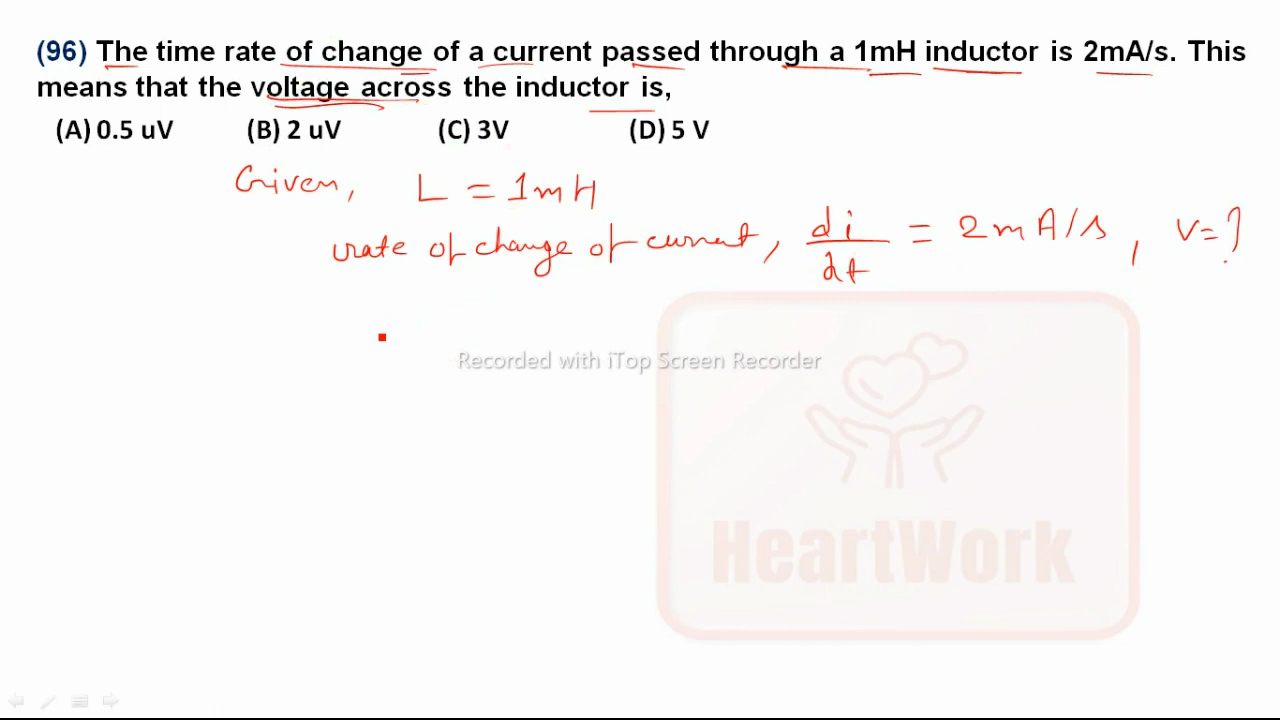 (96) The time rate of change of a current passed through a 1mH inductor is 2mA/s. This
means that the voltage across the inductor is,
(A) 0.5 uV (B) 2 uV (C) 3V (D) 5 V
Given, L = 1mH
rate of change of current, di/dt = 2mA/s, v=?
Recorded with iTop Screen Recorder
HeartWork